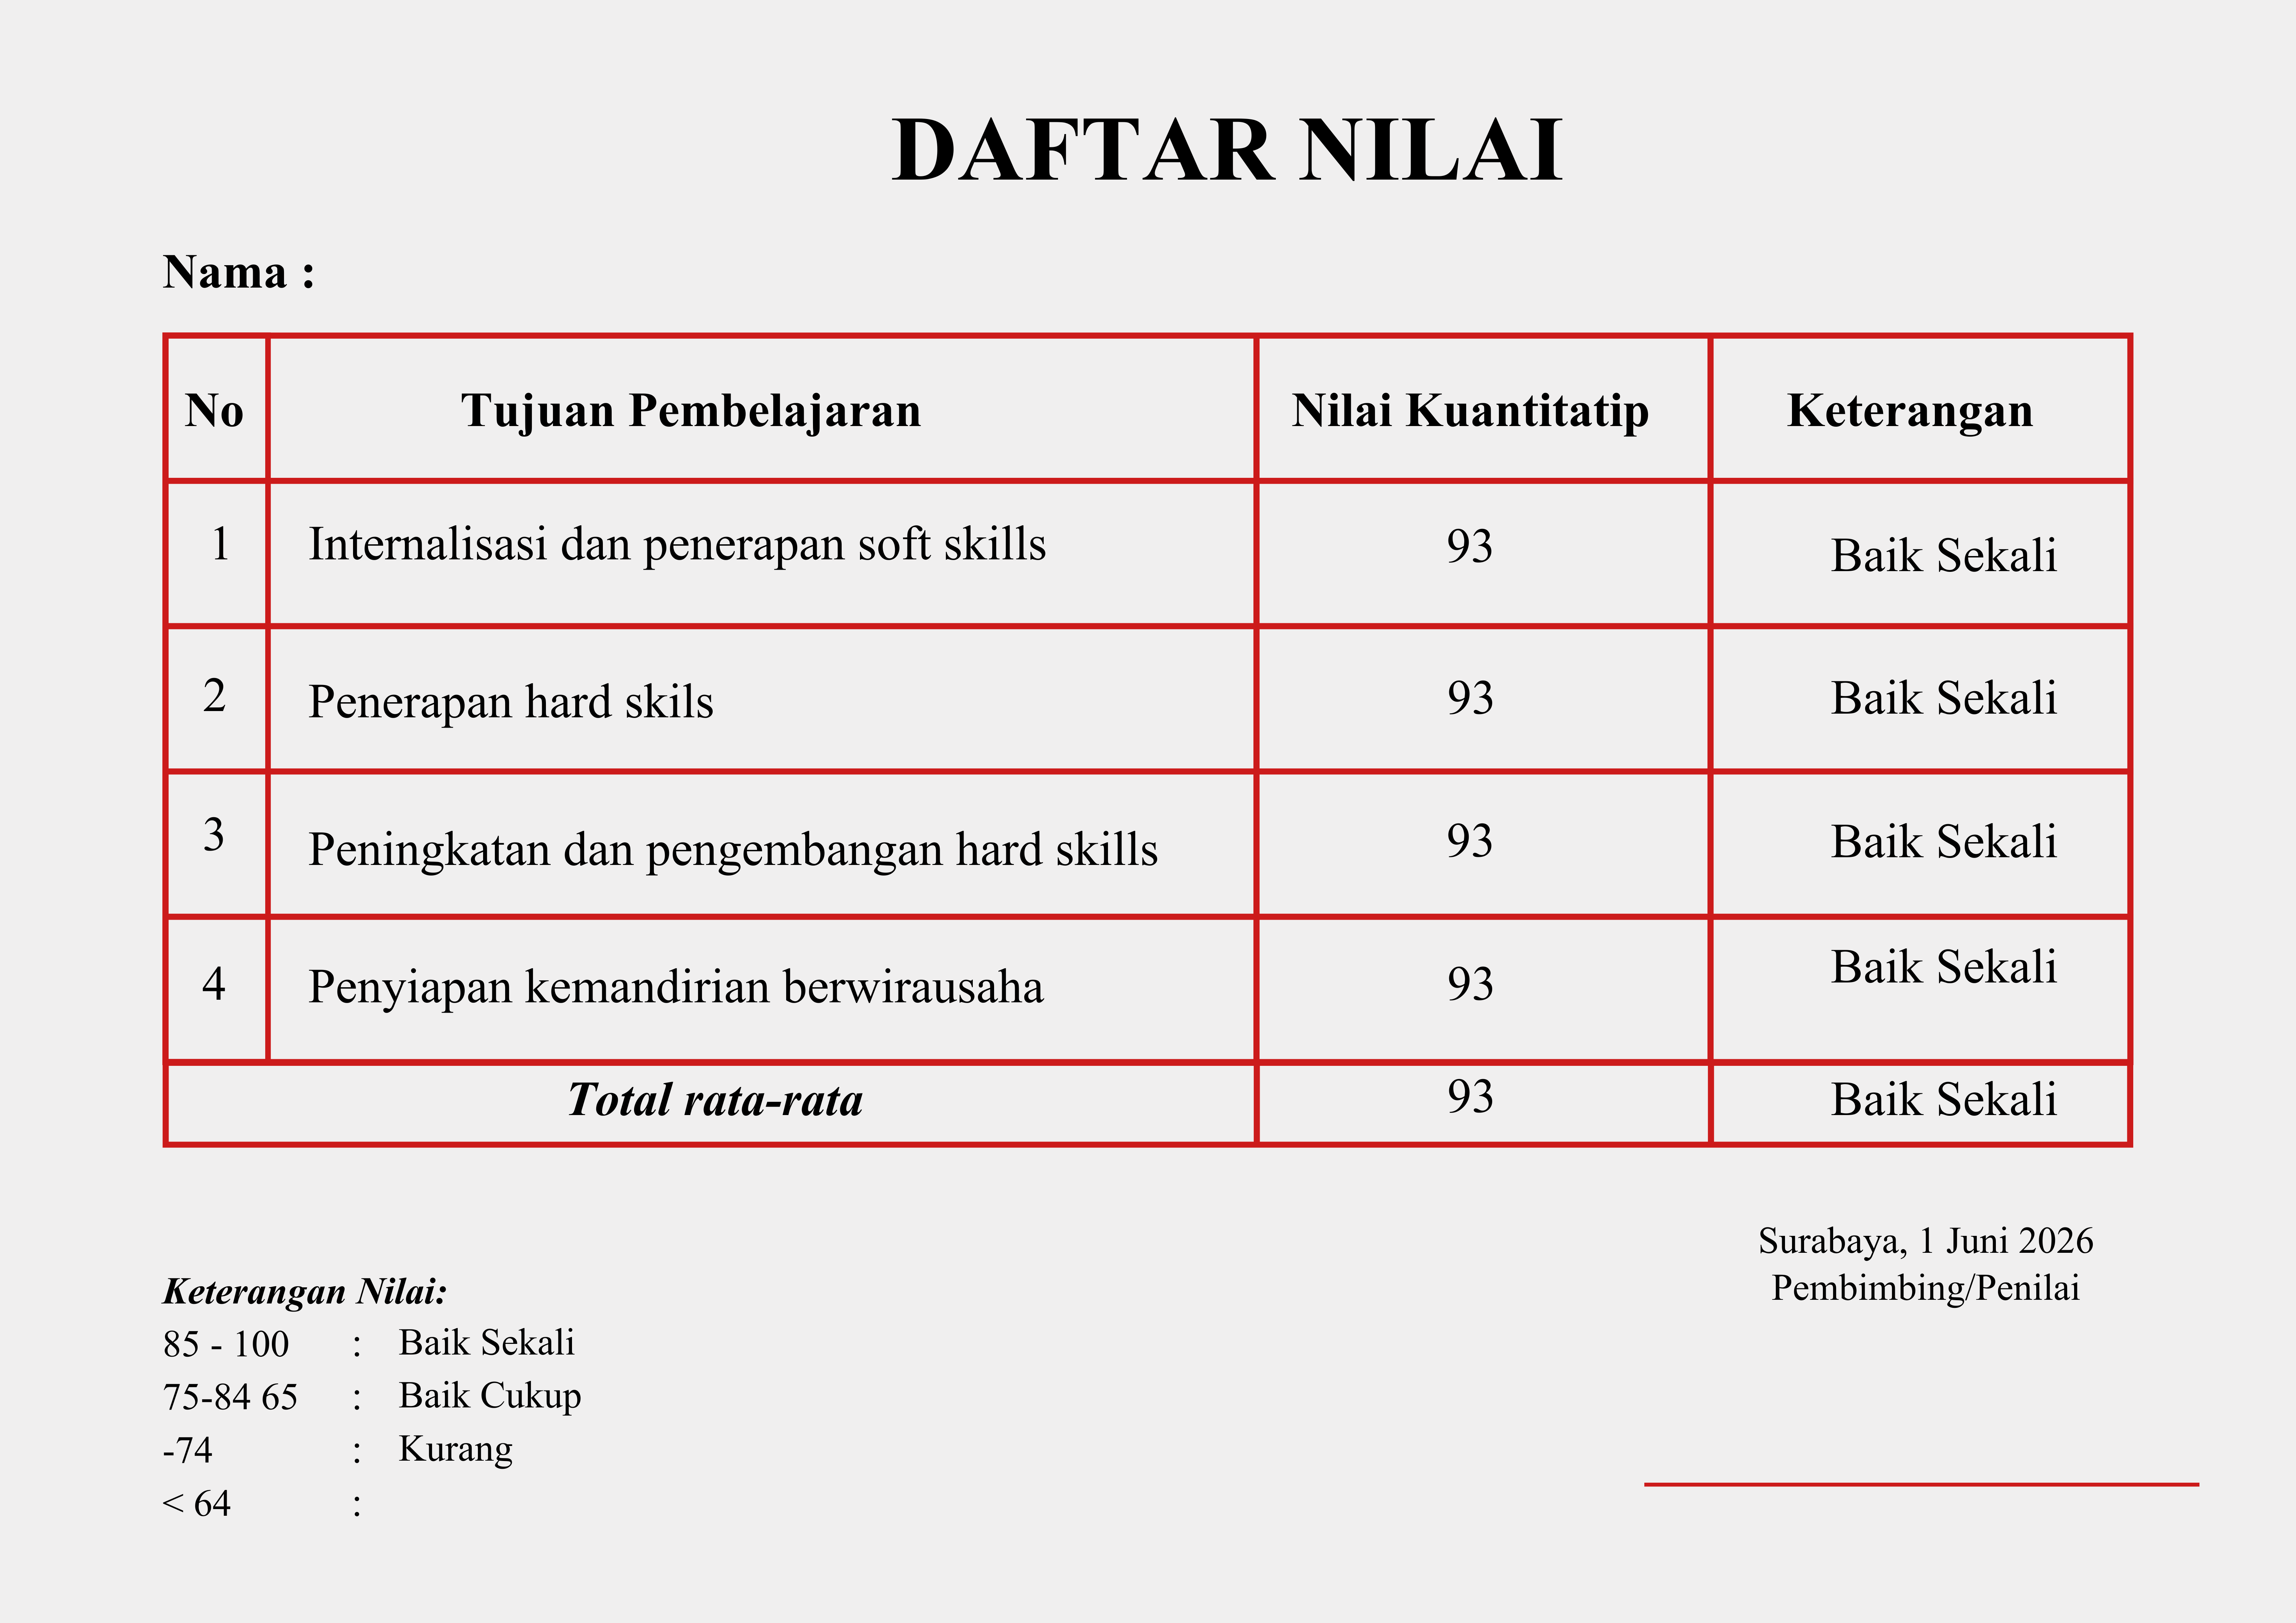 DAFTAR NILAI
Nama :
No Tujuan Pembelajaran Nilai Kuantitatip Keterangan
1 Internalisasi dan penerapan soft skills 93 Baik Sekali
2 Penerapan hard skils 93 Baik Sekali
3 Peningkatan dan pengembangan hard skills 93 Baik Sekali
4 Penyiapan kemandirian berwirausaha 93 Baik Sekali
Total rata-rata 93 Baik Sekali
Surabaya, 1 Juni 2026
Pembimbing/Penilai
Keterangan Nilai:
85 - 100 : Baik Sekali
75-84 65 : Baik Cukup
-74 : Kurang
< 64 :